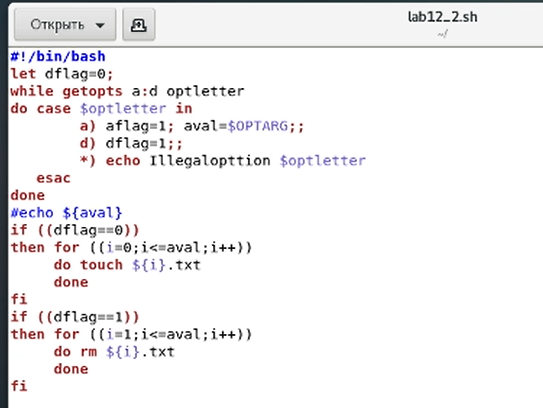 Открыть
lab12_2.sh
~/
#!/bin/bash
let dflag=0;
while getopts a:d optletter
do case $optletter in
a) aflag=1; aval=$OPTARG;;
d) dflag=1;;
*) echo Illegalopttion $optletter
esac
done
#echo ${aval}
if ((dflag==0))
then for ((i=0;i<=aval;i++))
do touch ${i}.txt
done
fi
if ((dflag==1))
then for ((i=1;i<=aval;i++))
do rm ${i}.txt
done
fi